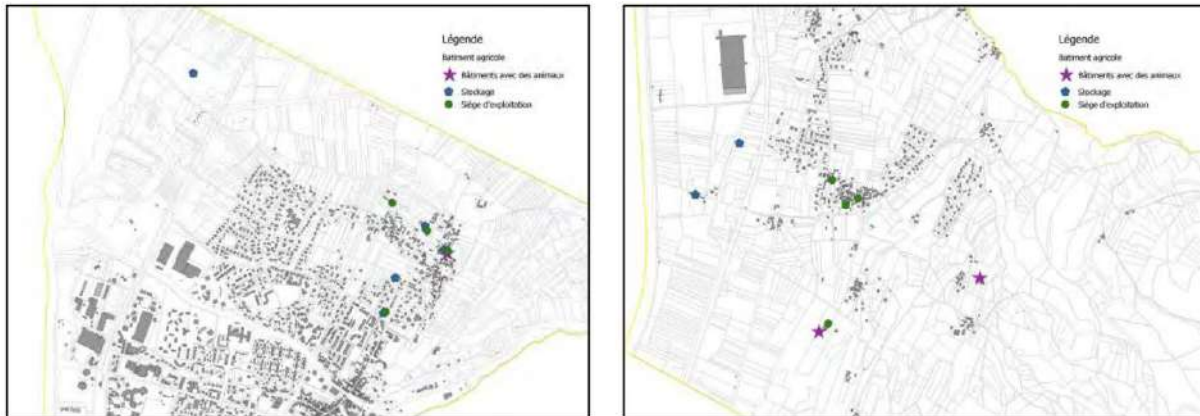 Légende
Batiment agricole
Bâtiments avec des animaux
Stockage
Siège d'exploitation
Légende
Batiment agricole
Bâtiments avec des animaux
Stockage
Siège d'exploitation